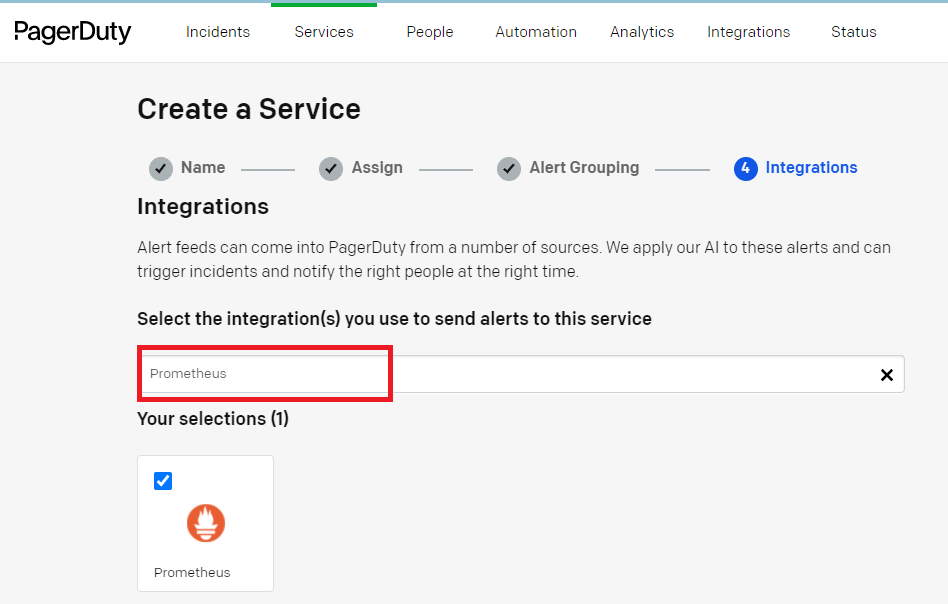 PagerDuty
Incidents Services People Automation Analytics Integrations Status
Create a Service
Name Assign Alert Grouping 4 Integrations
Integrations
Alert feeds can come into PagerDuty from a number of sources. We apply our AI to these alerts and can
trigger incidents and notify the right people at the right time.
Select the integration(s) you use to send alerts to this service
Prometheus
Your selections (1)
Prometheus